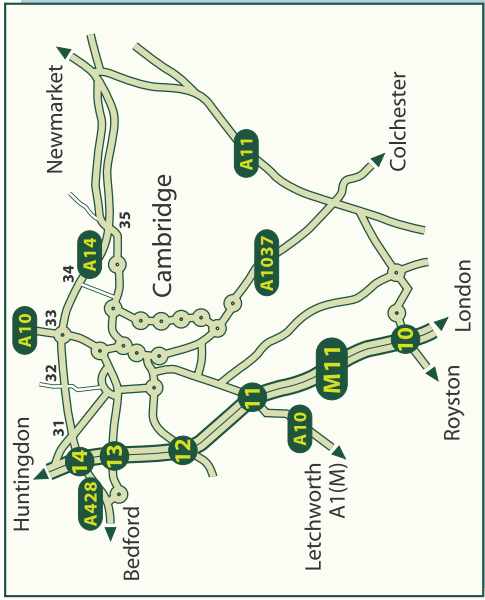 Newmarket
Colchester
A11
35
Cambridge
34
A14
A1037
A10
33
London
32
10
M11
Royston
31
11
A10
Huntingdon
14
13
12
Letchworth
A1(M)
A428
Bedford